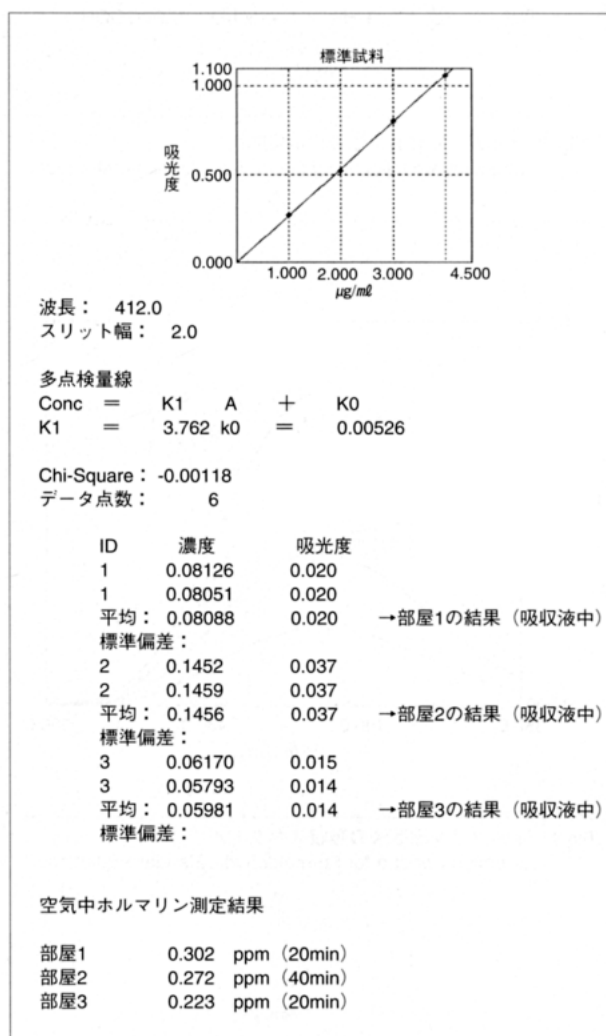 標準試料
1.100
1.000
吸光度
0.500
0.000
1.000 2.000 3.000 4.500
μg/mℓ
波長： 412.0
スリット幅： 2.0
多点検量線
Conc ＝ K1 A ＋ K0
K1 ＝ 3.762 k0 ＝ 0.00526
Chi-Square： -0.00118
データ点数： 6
ID 濃度 吸光度
1 0.08126 0.020
1 0.08051 0.020
平均： 0.08088 0.020 →部屋1の結果（吸収液中）
標準偏差：
2 0.1452 0.037
2 0.1459 0.037
平均： 0.1456 0.037 →部屋2の結果（吸収液中）
標準偏差：
3 0.06170 0.015
3 0.05793 0.014
平均： 0.05981 0.014 →部屋3の結果（吸収液中）
標準偏差：
空気中ホルマリン測定結果
部屋1 0.302 ppm（20min）
部屋2 0.272 ppm（40min）
部屋3 0.223 ppm（20min）